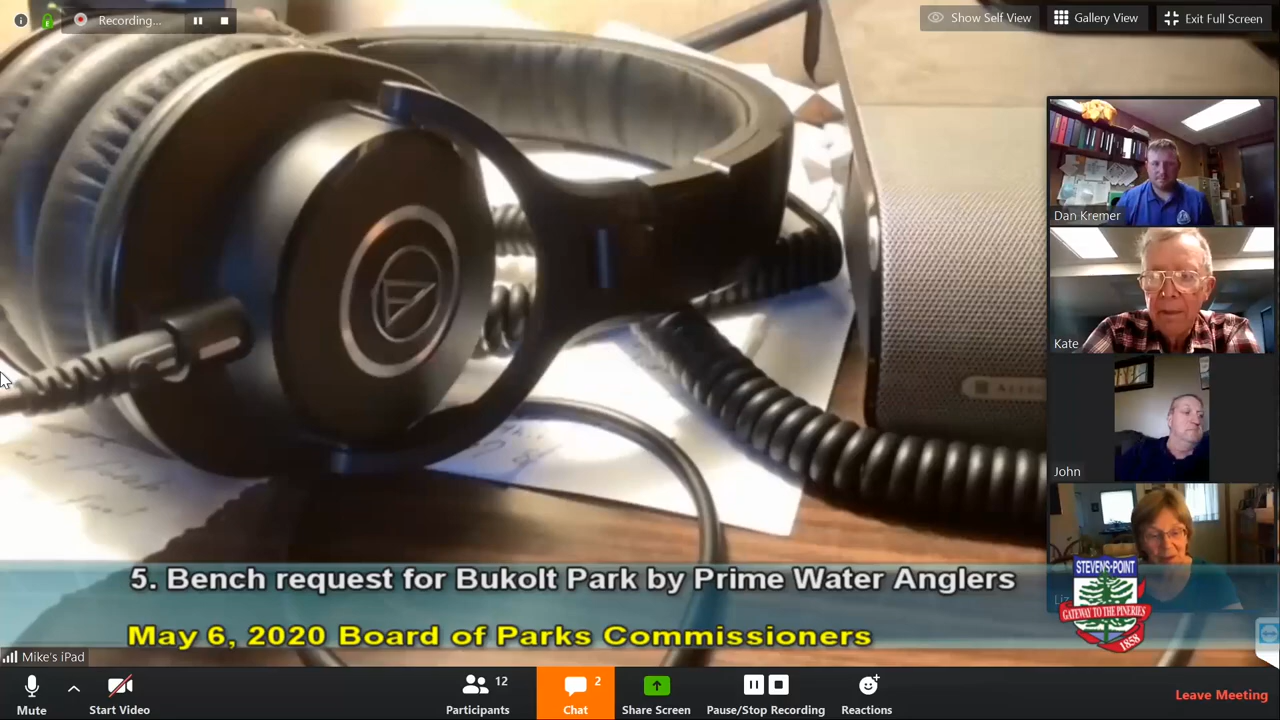 Recording...
Show Self View
Gallery View
Exit Full Screen
Dan Kremer
Kate
John
5. Bench request for Bukolt Park by Prime Water Anglers
May 6, 2020 Board of Parks Commissioners
STEVENS·POINT
GATEWAY TO THE PINERIES
1858
Mike's iPad
Mute
Start Video
12
Participants
2
Chat
Share Screen
Pause/Stop Recording
Reactions
Leave Meeting